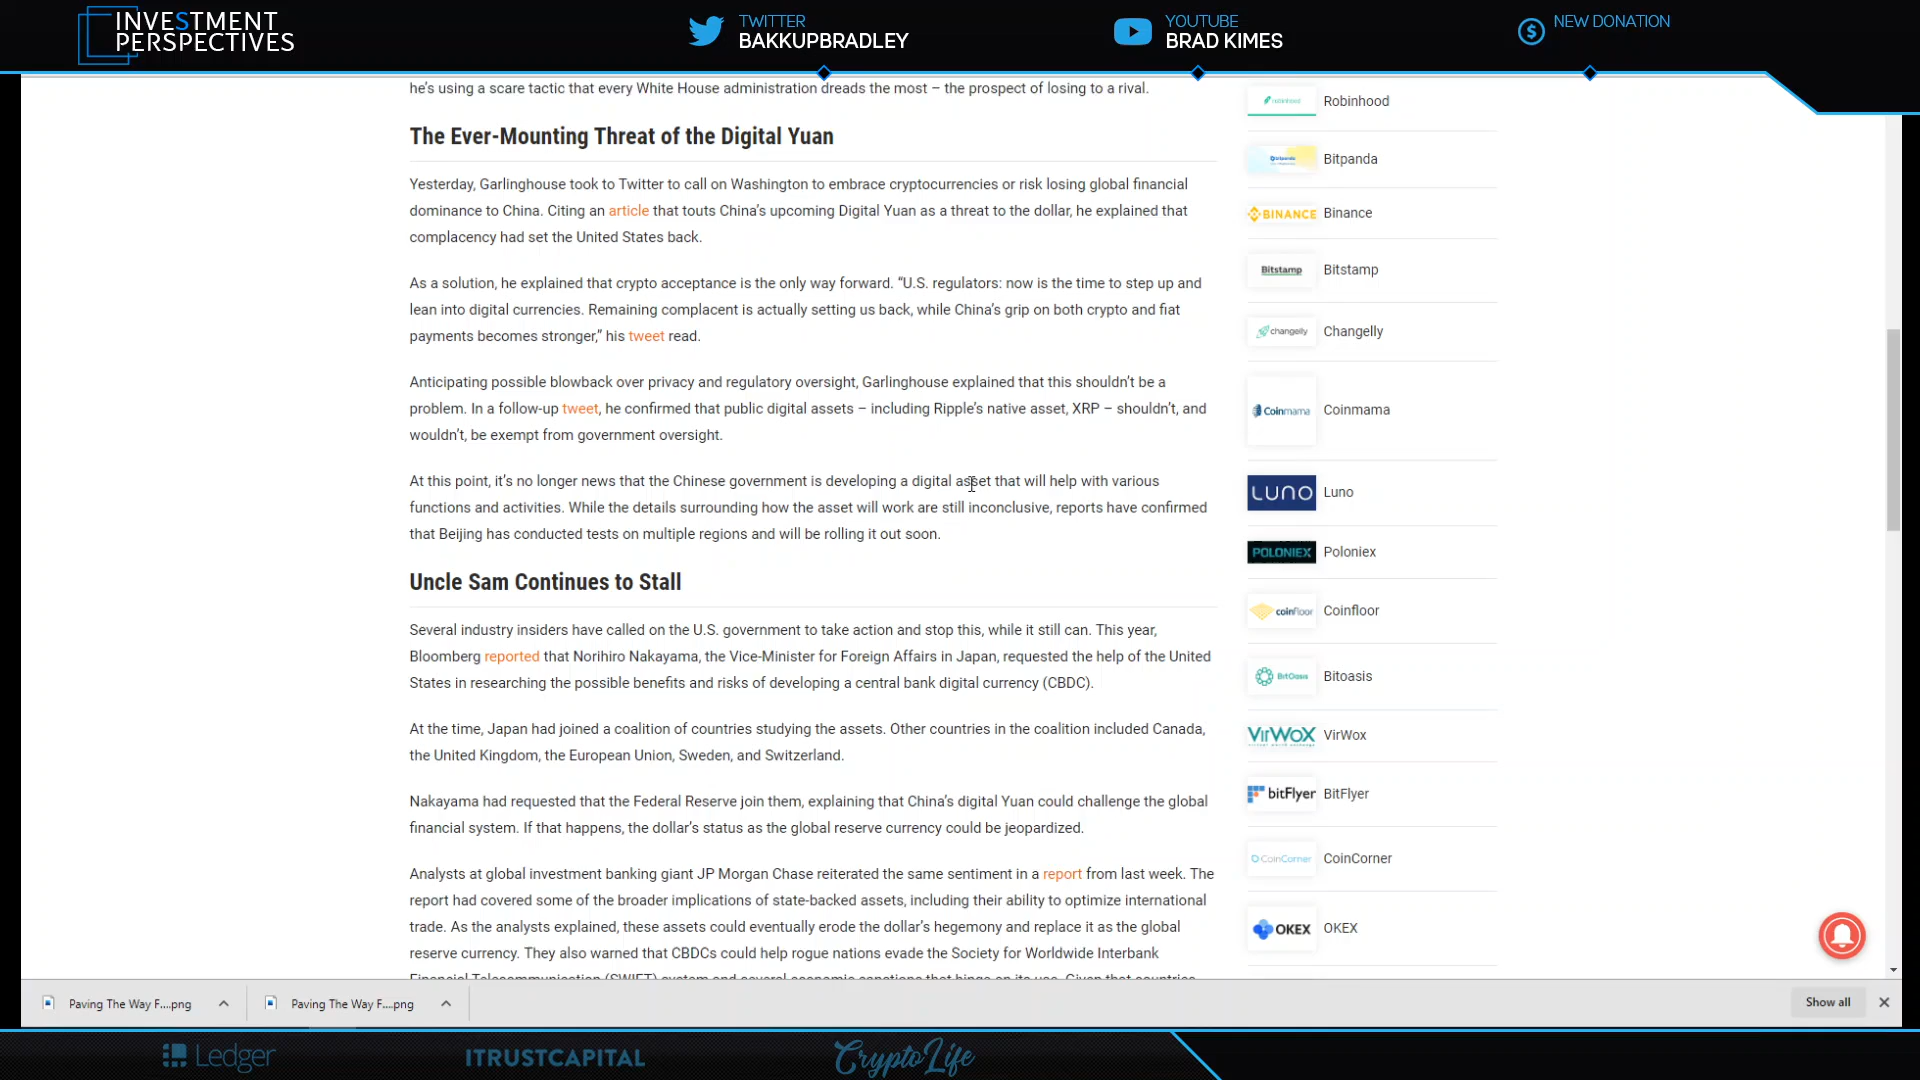 INVESTMENT
PERSPECTIVES
TWITTER
BAKKUPBRADLEY
YOUTUBE
BRAD KIMES
NEW DONATION
he's using a scare tactic that every White House administration dreads the most – the prospect of losing to a rival.
The Ever-Mounting Threat of the Digital Yuan
Yesterday, Garlinghouse took to Twitter to call on Washington to embrace cryptocurrencies or risk losing global financial
dominance to China. Citing an article that touts China's upcoming Digital Yuan as a threat to the dollar, he explained that
complacency had set the United States back.
As a solution, he explained that crypto acceptance is the only way forward. “U.S. regulators: now is the time to step up and
lean into digital currencies. Remaining complacent is actually setting us back, while China's grip on both crypto and fiat
payments becomes stronger,” his tweet read.
Anticipating possible blowback over privacy and regulatory oversight, Garlinghouse explained that this shouldn't be a
problem. In a follow-up tweet, he confirmed that public digital assets – including Ripple's native asset, XRP – shouldn't, and
wouldn't, be exempt from government oversight.
At this point, it's no longer news that the Chinese government is developing a digital asset that will help with various
functions and activities. While the details surrounding how the asset will work are still inconclusive, reports have confirmed
that Beijing has conducted tests on multiple regions and will be rolling it out soon.
Uncle Sam Continues to Stall
Several industry insiders have called on the U.S. government to take action and stop this, while it still can. This year,
Bloomberg reported that Norihiro Nakayama, the Vice-Minister for Foreign Affairs in Japan, requested the help of the United
States in researching the possible benefits and risks of developing a central bank digital currency (CBDC).
At the time, Japan had joined a coalition of countries studying the assets. Other countries in the coalition included Canada,
the United Kingdom, the European Union, Sweden, and Switzerland.
Nakayama had requested that the Federal Reserve join them, explaining that China's digital Yuan could challenge the global
financial system. If that happens, the dollar's status as the global reserve currency could be jeopardized.
Analysts at global investment banking giant JP Morgan Chase reiterated the same sentiment in a report from last week. The
report had covered some of the broader implications of state-backed assets, including their ability to optimize international
trade. As the analysts explained, these assets could eventually erode the dollar's hegemony and replace it as the global
reserve currency. They also warned that CBDCs could help rogue nations evade the Society for Worldwide Interbank
Financial Telecommunication (SWIFT) system and several economic sanctions that hinge on its use. Given that countries
robinhood Robinhood
bitpanda Bitpanda
BINANCE Binance
Bitstamp Bitstamp
changelly Changelly
Coinmama Coinmama
LUNO Luno
POLONIEX Poloniex
coinfloor Coinfloor
BitOasis Bitoasis
VirWoX VirWox
bitFlyer BitFlyer
CoinCorner CoinCorner
OKEX OKEX
Paving The Way F....png
Paving The Way F....png
Show all
Ledger
ITRUSTCAPITAL
CryptoLife